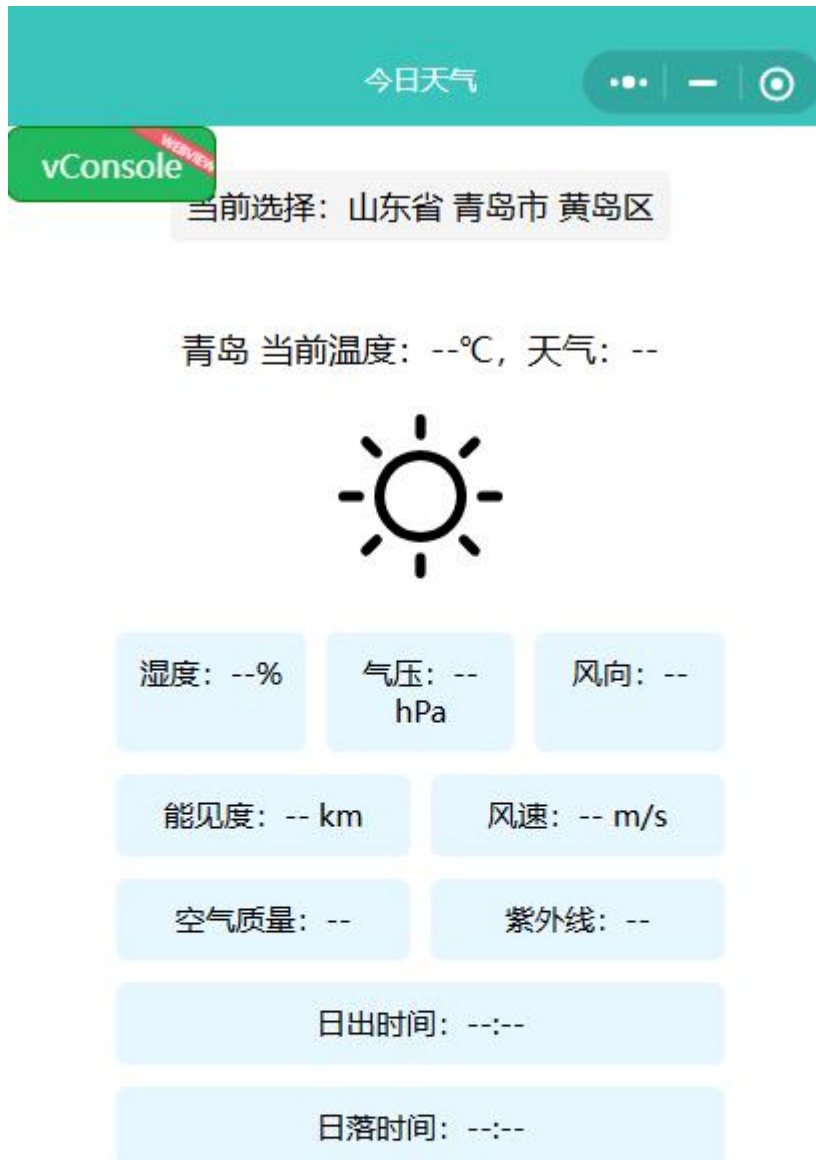 今日天气
vConsole
WEBVIEW
当前选择：山东省 青岛市 黄岛区
青岛 当前温度：--℃，天气：--
湿度：--%
气压：--
hPa
风向：--
能见度：-- km
风速：-- m/s
空气质量：--
紫外线：--
日出时间：--:--
日落时间：--:--